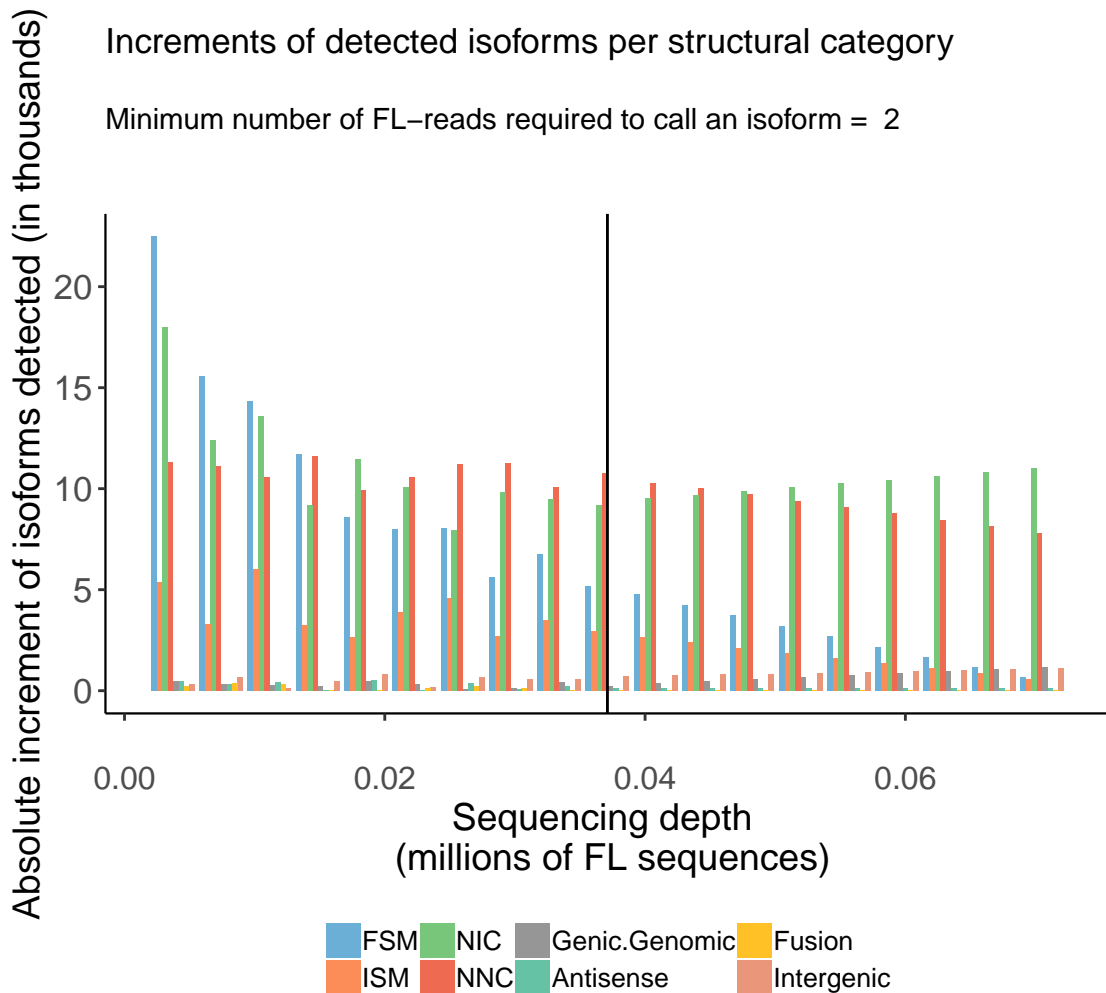 Increments of detected isoforms per structural category
Minimum number of FL−reads required to call an isoform =  2
Absolute increment of isoforms detected (in thousands)
20
15
10
5
0
0.00 0.02 0.04 0.06
Sequencing depth
(millions of FL sequences)
FSM NIC Genic.Genomic Fusion
ISM NNC Antisense Intergenic